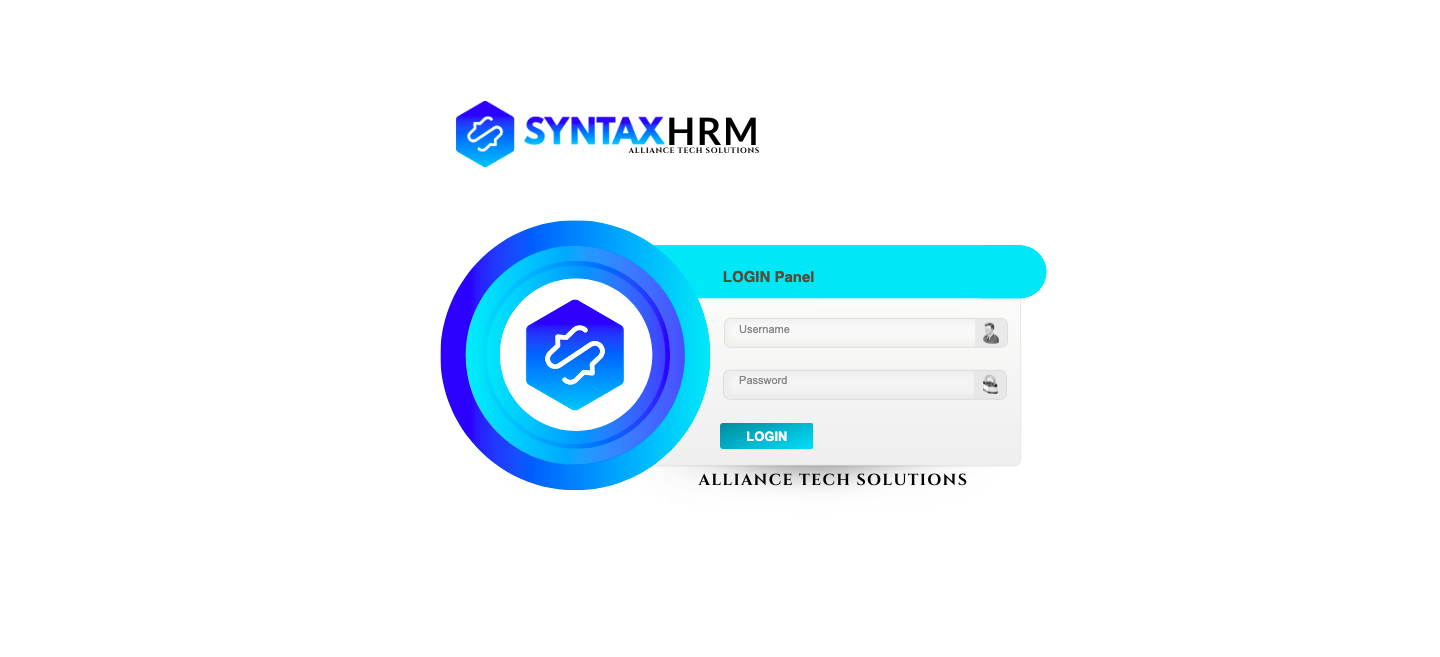 SYNTAXHRM
ALLIANCE TECH SOLUTIONS
LOGIN Panel
Username
Password
LOGIN
ALLIANCE TECH SOLUTIONS